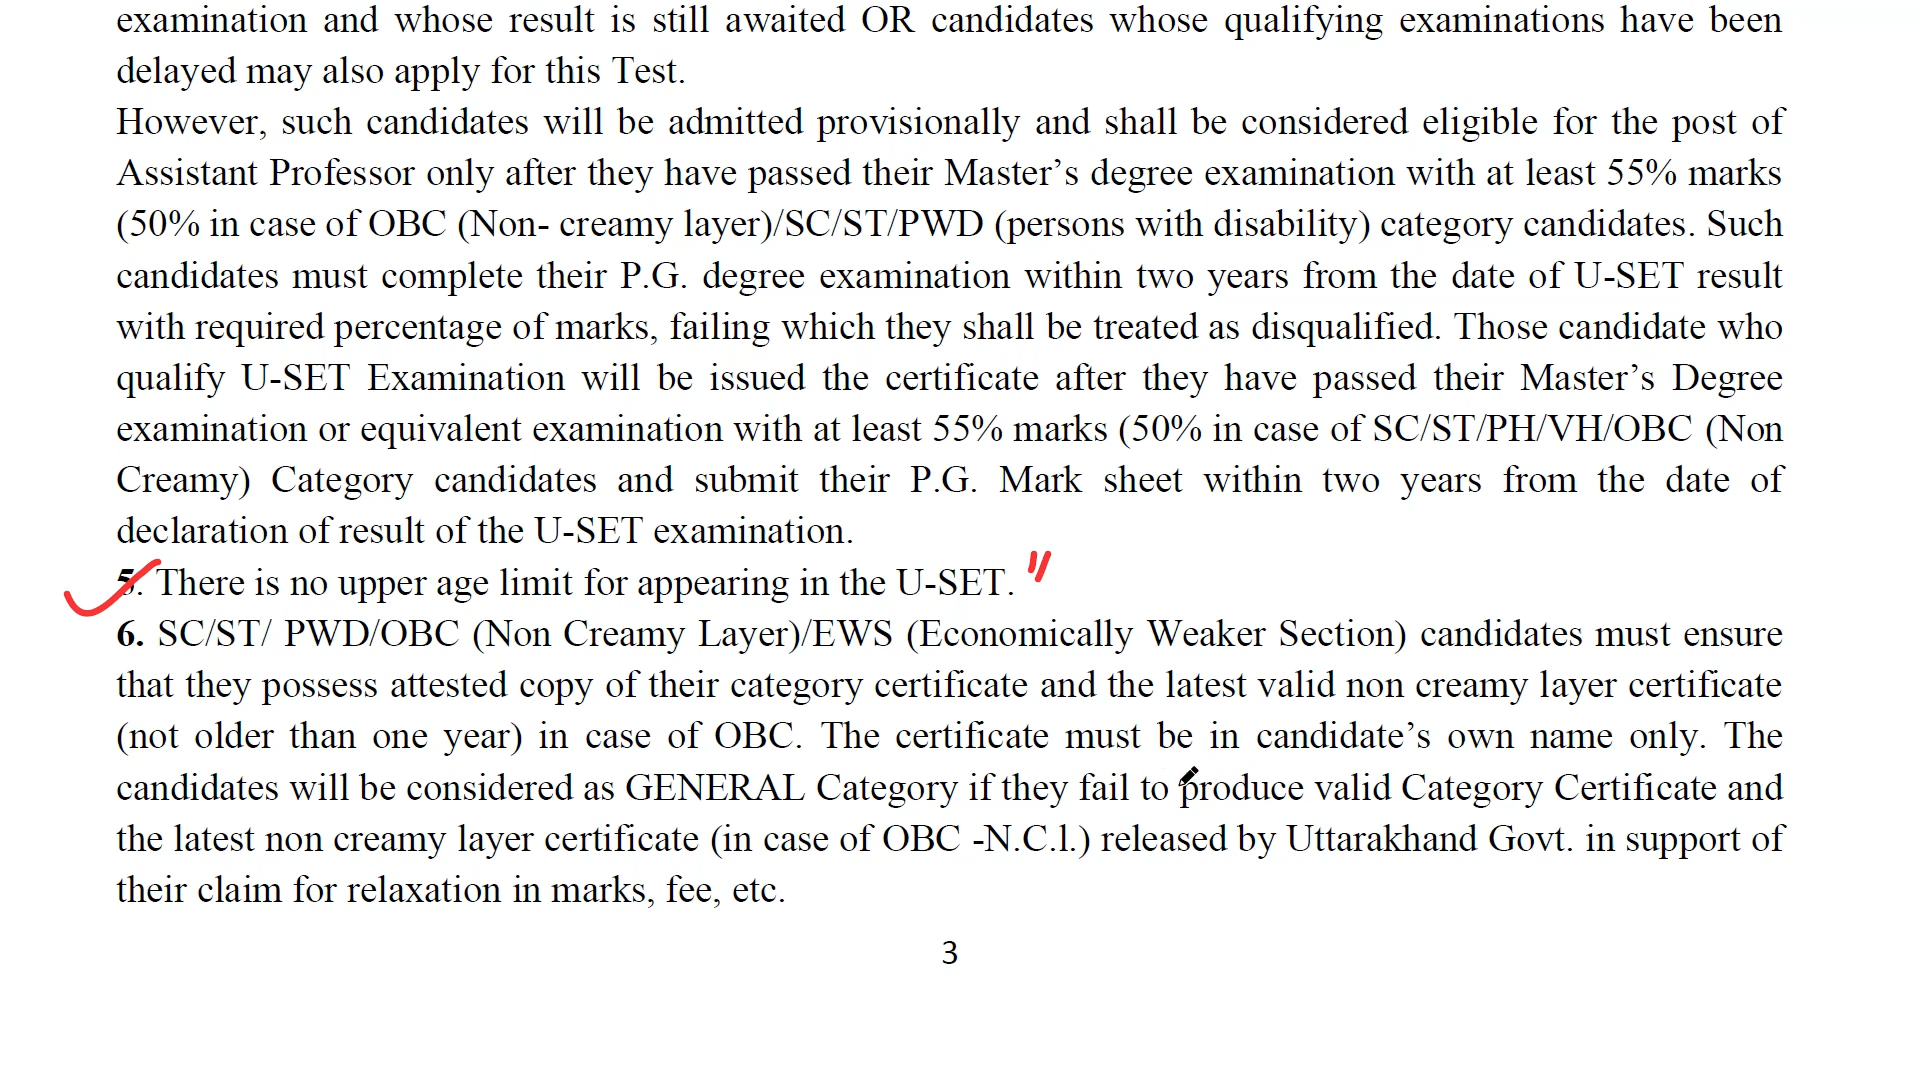 examination and whose result is still awaited OR candidates whose qualifying examinations have been
delayed may also apply for this Test.
However, such candidates will be admitted provisionally and shall be considered eligible for the post of
Assistant Professor only after they have passed their Master’s degree examination with at least 55% marks
(50% in case of OBC (Non- creamy layer)/SC/ST/PWD (persons with disability) category candidates. Such
candidates must complete their P.G. degree examination within two years from the date of U-SET result
with required percentage of marks, failing which they shall be treated as disqualified. Those candidate who
qualify U-SET Examination will be issued the certificate after they have passed their Master’s Degree
examination or equivalent examination with at least 55% marks (50% in case of SC/ST/PH/VH/OBC (Non
Creamy) Category candidates and submit their P.G. Mark sheet within two years from the date of
declaration of result of the U-SET examination.
5. There is no upper age limit for appearing in the U-SET.
6. SC/ST/ PWD/OBC (Non Creamy Layer)/EWS (Economically Weaker Section) candidates must ensure
that they possess attested copy of their category certificate and the latest valid non creamy layer certificate
(not older than one year) in case of OBC. The certificate must be in candidate’s own name only. The
candidates will be considered as GENERAL Category if they fail to produce valid Category Certificate and
the latest non creamy layer certificate (in case of OBC -N.C.l.) released by Uttarakhand Govt. in support of
their claim for relaxation in marks, fee, etc.
3